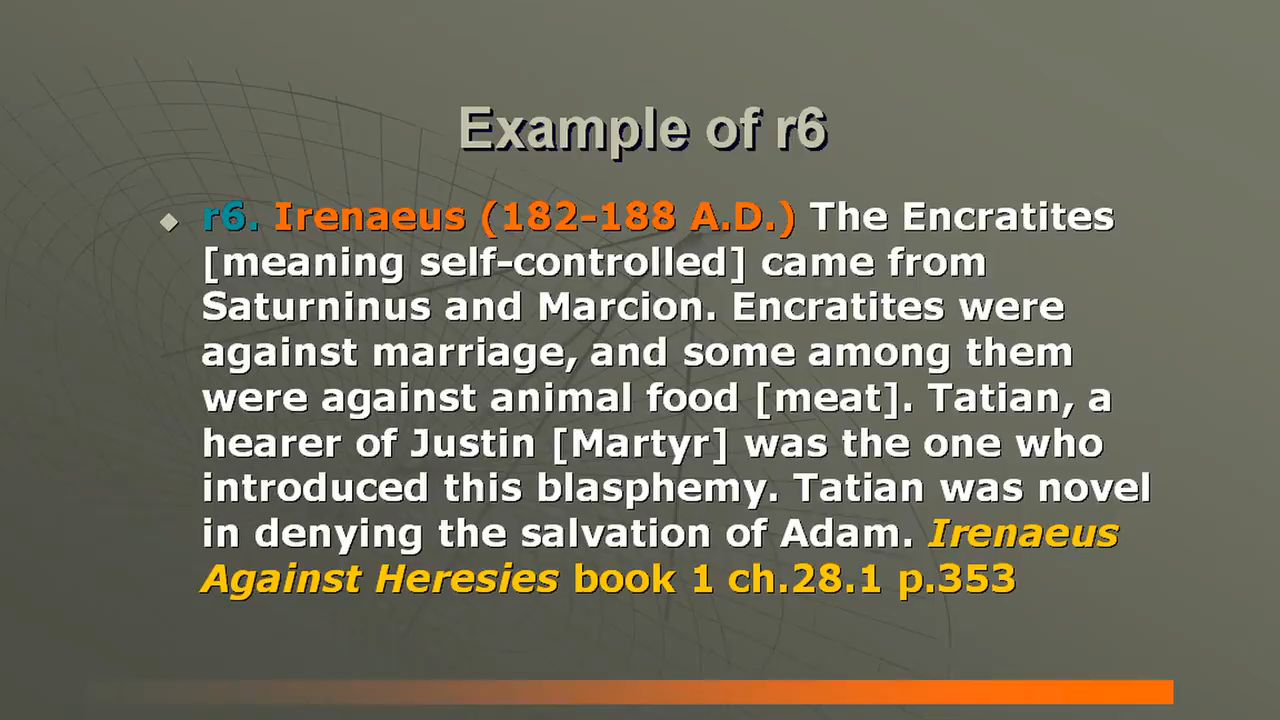 Example of r6
r6. Irenaeus (182-188 A.D.) The Encratites
[meaning self-controlled] came from
Saturninus and Marcion. Encratites were
against marriage, and some among them
were against animal food [meat]. Tatian, a
hearer of Justin [Martyr] was the one who
introduced this blasphemy. Tatian was novel
in denying the salvation of Adam. Irenaeus
Against Heresies book 1 ch.28.1 p.353